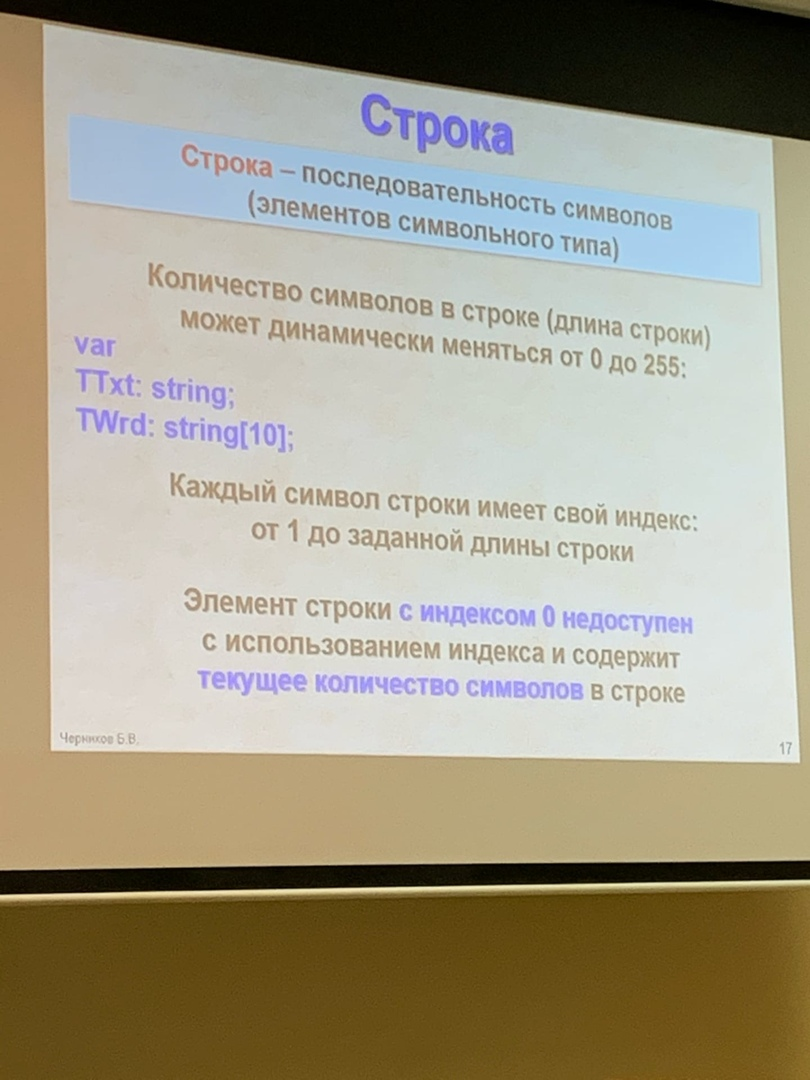 Строка
Строка – последовательность символов
(элементов символьного типа)
Количество символов в строке (длина строки)
может динамически меняться от 0 до 255:
var
TTxt: string;
TWrd: string[10];
Каждый символ строки имеет свой индекс:
от 1 до заданной длины строки
Элемент строки с индексом 0 недоступен
с использованием индекса и содержит
текущее количество символов в строке
Черников Б.В.
17